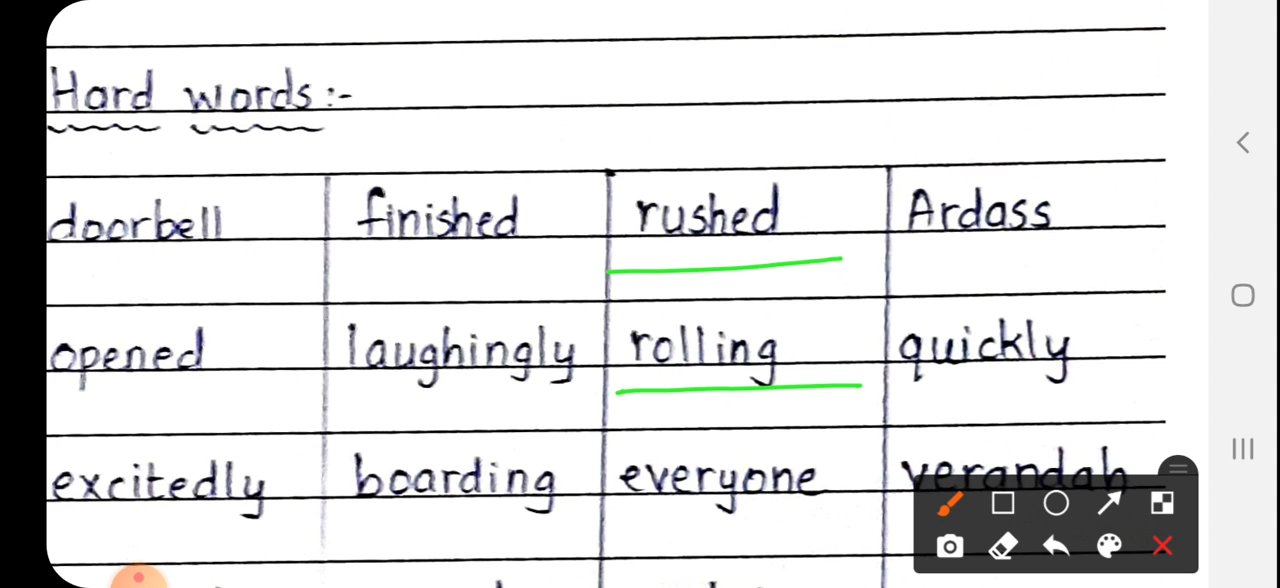 Hard words :-
doorbell finished rushed Ardass
opened laughingly rolling quickly
excitedly boarding everyone verandah